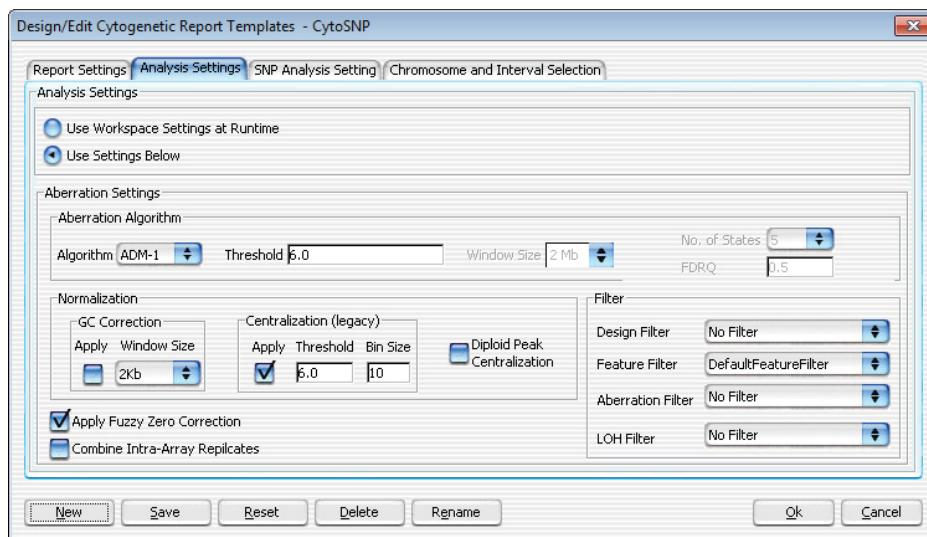 Design/Edit Cytogenetic Report Templates - CytoSNP
Report Settings Analysis Settings SNP Analysis Setting Chromosome and Interval Selection
Analysis Settings
Use Workspace Settings at Runtime
Use Settings Below
Aberration Settings
Aberration Algorithm
Algorithm ADM-1 Threshold 6.0 Window Size 2 Mb No. of States 5
FDRQ 0.5
Normalization Filter
GC Correction Centralization (legacy)
Design Filter No Filter
Apply Window Size Apply Threshold Bin Size Diploid Peak
Centralization
2Kb 6.0 10
Feature Filter DefaultFeatureFilter
Aberration Filter No Filter
Apply Fuzzy Zero Correction
LOH Filter No Filter
Combine Intra-Array Repilcates
New Save Reset Delete Rename Ok Cancel